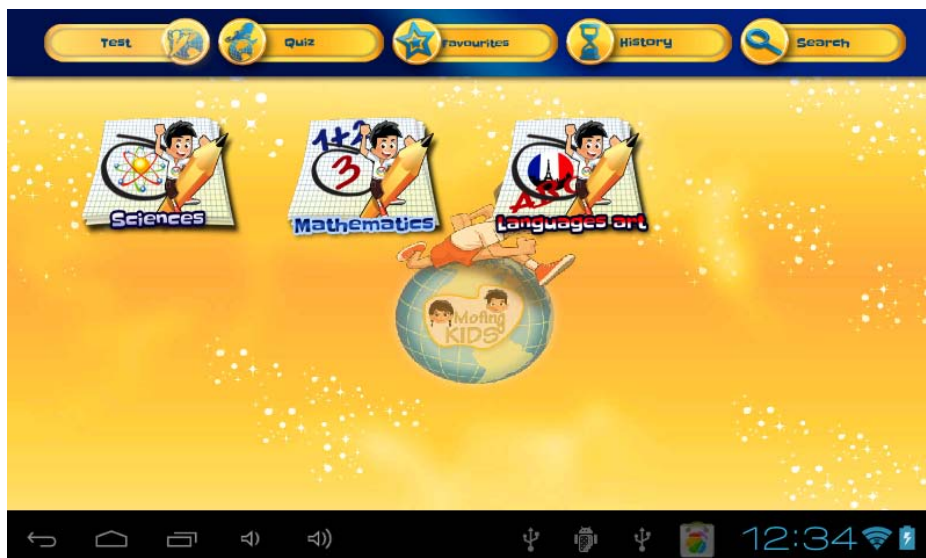 Test
Quiz
Favourites
History
Search
1+2
3
ABC
Sciences
Mathematics
Languages art
Mofing
KIDS
12:34